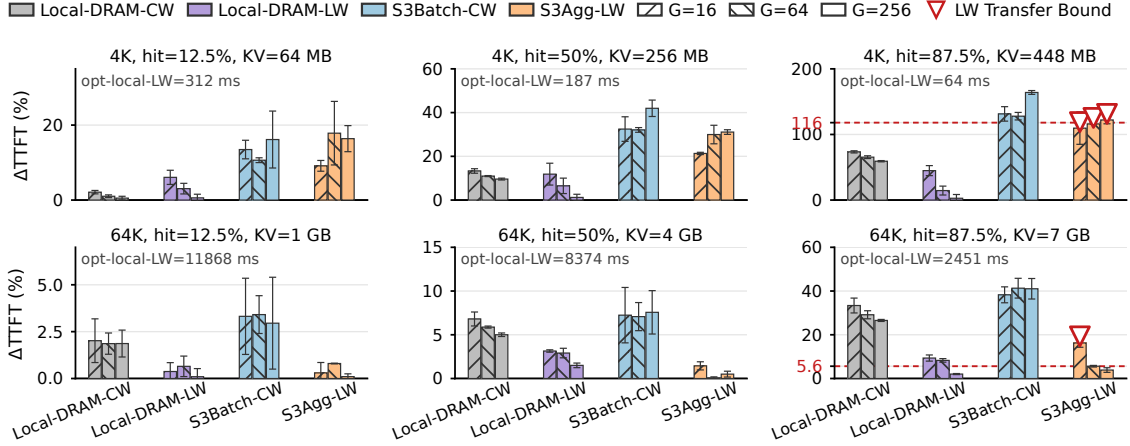 Local-DRAM-CW Local-DRAM-LW S3Batch-CW S3Agg-LW G=16 G=64 G=256 LW Transfer Bound
4K, hit=12.5%, KV=64 MB
opt-local-LW=312 ms
ΔTTFT (%)
20
0
4K, hit=50%, KV=256 MB
opt-local-LW=187 ms
60
40
20
0
4K, hit=87.5%, KV=448 MB
opt-local-LW=64 ms
200
116
100
0
64K, hit=12.5%, KV=1 GB
opt-local-LW=11868 ms
ΔTTFT (%)
5.0
2.5
0.0
Local-DRAM-CW
Local-DRAM-LW
S3Batch-CW
S3Agg-LW
64K, hit=50%, KV=4 GB
opt-local-LW=8374 ms
15
10
5
0
Local-DRAM-CW
Local-DRAM-LW
S3Batch-CW
S3Agg-LW
64K, hit=87.5%, KV=7 GB
opt-local-LW=2451 ms
60
40
20
5.6
0
Local-DRAM-CW
Local-DRAM-LW
S3Batch-CW
S3Agg-LW